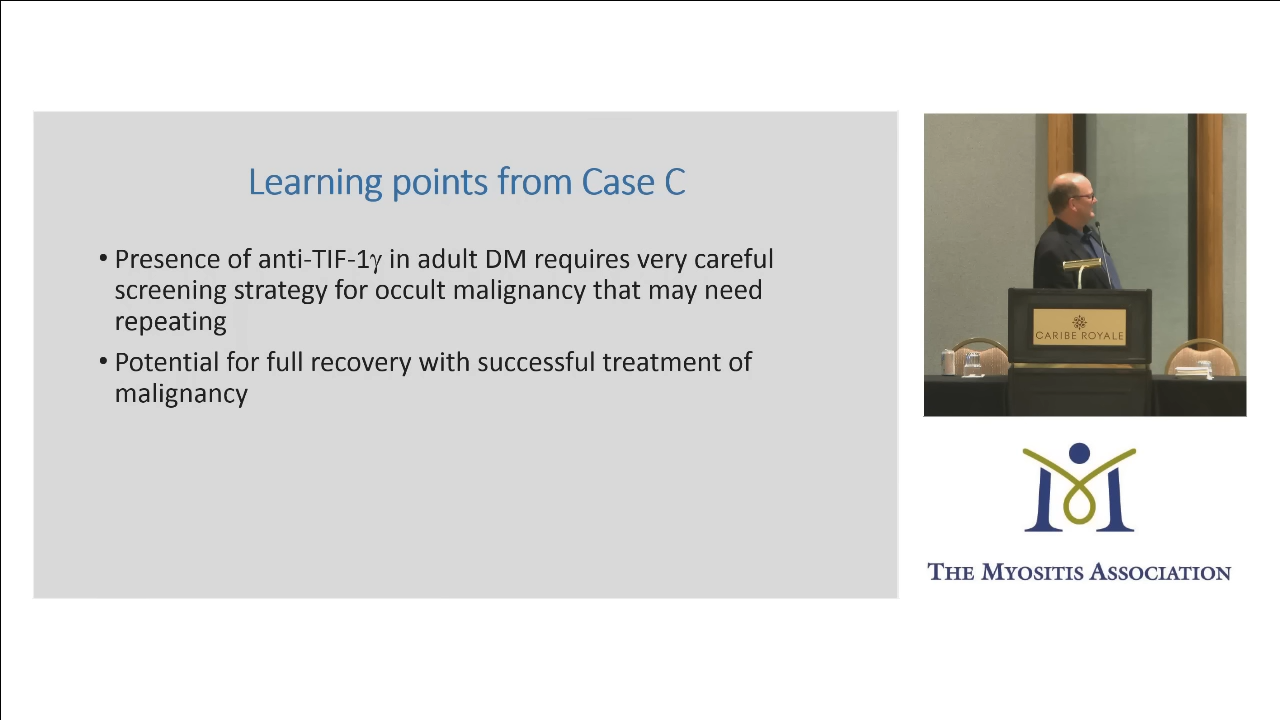 Learning points from Case C
• Presence of anti-TIF-1γ in adult DM requires very careful
screening strategy for occult malignancy that may need
repeating
• Potential for full recovery with successful treatment of
malignancy
CARIBE ROYALE
THE MYOSITIS ASSOCIATION